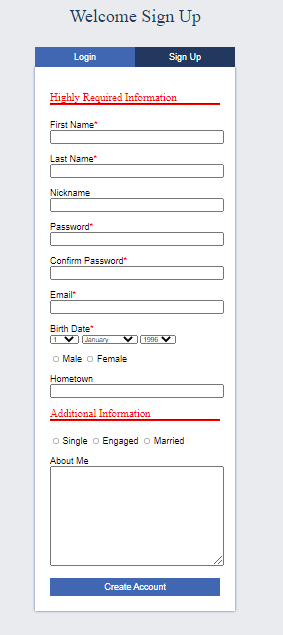 Welcome Sign Up
Login Sign Up
Highly Required Information
First Name*
Last Name*
Nickname
Password*
Confirm Password*
Email*
Birth Date*
1 January 1996
Male Female
Hometown
Additional Information
Single Engaged Married
About Me
Create Account